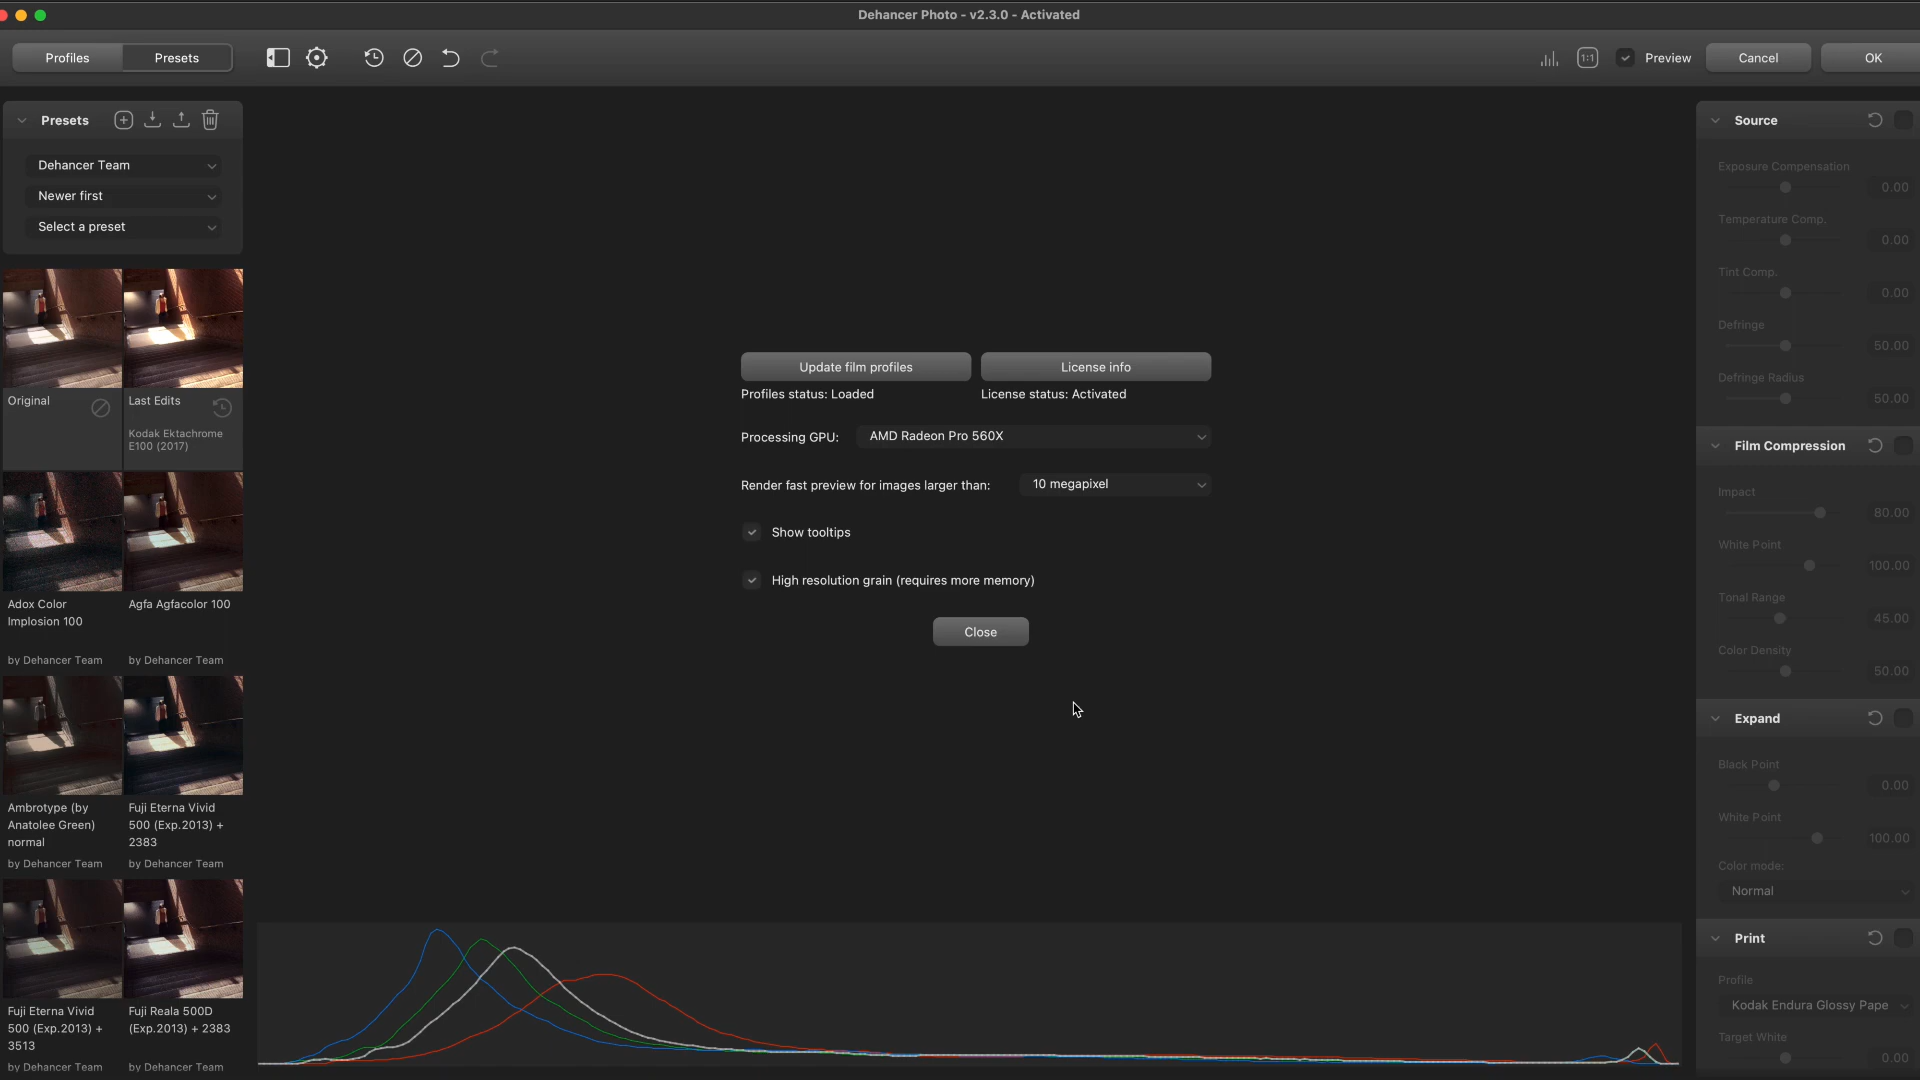 Dehancer Photo - v2.3.0 - Activated
Profiles
Presets
1:1
Preview
Cancel
OK
Presets
Dehancer Team
Newer first
Select a preset
Original
Last Edits
Kodak Ektachrome
E100 (2017)
Adox Color
Implosion 100
by Dehancer Team
Agfa Agfacolor 100
by Dehancer Team
Ambrotype (by
Anatolee Green)
normal
by Dehancer Team
Fuji Eterna Vivid
500 (Exp.2013) +
2383
by Dehancer Team
Fuji Eterna Vivid
500 (Exp.2013) +
3513
by Dehancer Team
Fuji Reala 500D
(Exp.2013) + 2383
by Dehancer Team
Update film profiles
License info
Profiles status: Loaded
License status: Activated
Processing GPU:
AMD Radeon Pro 560X
Render fast preview for images larger than:
10 megapixel
Show tooltips
High resolution grain (requires more memory)
Close
Source
Exposure Compensation
0.00
Temperature Comp.
0.00
Tint Comp.
0.00
Defringe
50.00
Defringe Radius
50.00
Film Compression
Impact
80.00
White Point
100.00
Tonal Range
45.00
Color Density
50.00
Expand
Black Point
0.00
White Point
100.00
Color mode:
Normal
Print
Profile
Kodak Endura Glossy Pape
Target White
0.00